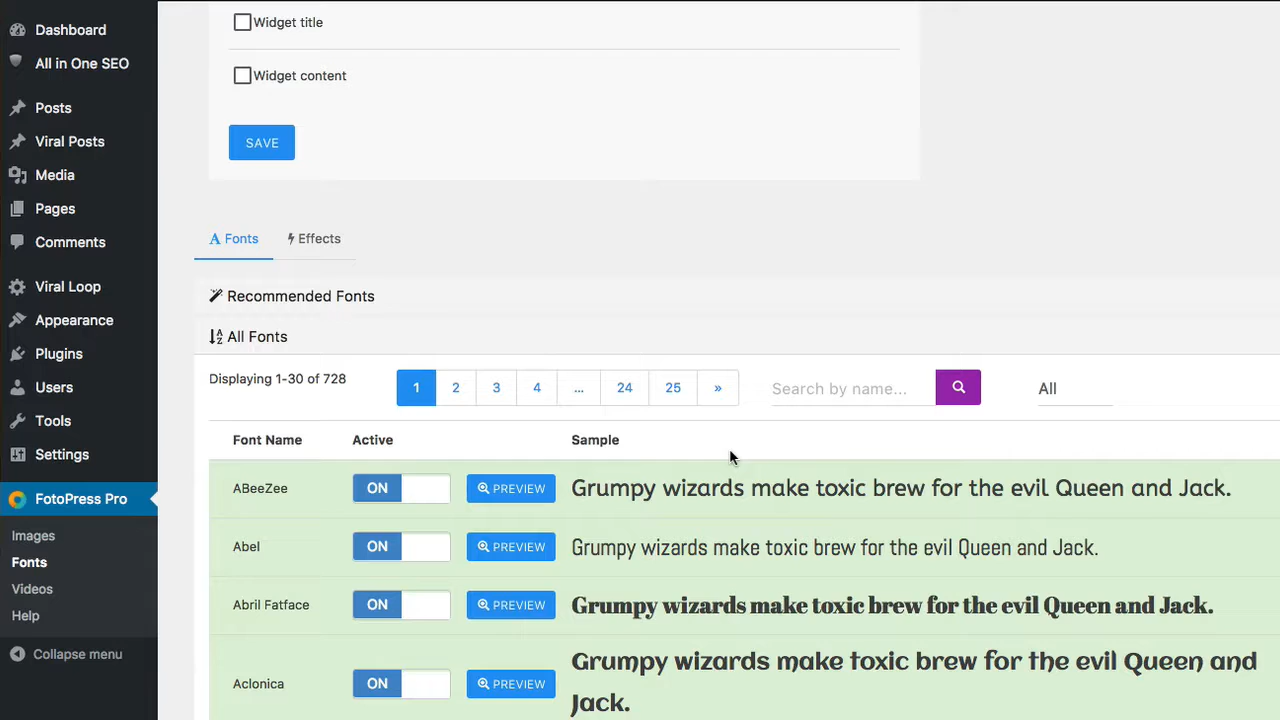 Dashboard
All in One SEO
Posts
Viral Posts
Media
Pages
Comments
Viral Loop
Appearance
Plugins
Users
Tools
Settings
FotoPress Pro
Images
Fonts
Videos
Help
Collapse menu
Widget title
Widget content
SAVE
Fonts Effects
Recommended Fonts
All Fonts
Displaying 1-30 of 728 1 2 3 4 ... 24 25 » Search by name... All
Font Name Active Sample
ABeeZee ON PREVIEW Grumpy wizards make toxic brew for the evil Queen and Jack.
Abel ON PREVIEW Grumpy wizards make toxic brew for the evil Queen and Jack.
Abril Fatface ON PREVIEW Grumpy wizards make toxic brew for the evil Queen and Jack.
Aclonica ON PREVIEW Grumpy wizards make toxic brew for the evil Queen and
Jack.